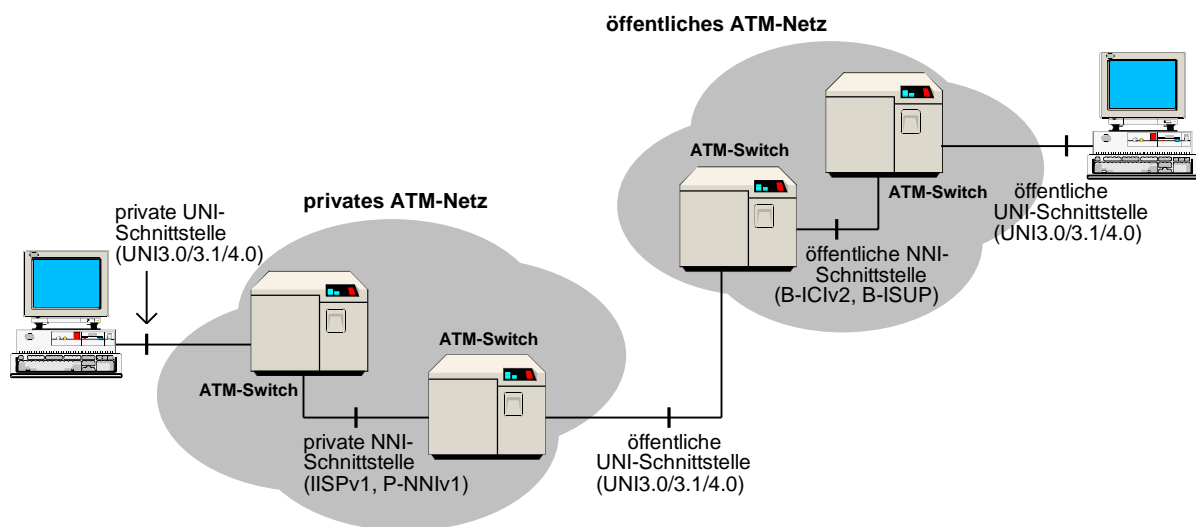 öffentliches ATM-Netz
ATM-Switch
ATM-Switch
öffentliche
UNI-Schnittstelle
(UNI3.0/3.1/4.0)
öffentliche NNI-
Schnittstelle
(B-ICIv2, B-ISUP)
privates ATM-Netz
private UNI-
Schnittstelle
(UNI3.0/3.1/4.0)
ATM-Switch
ATM-Switch
private NNI-
Schnittstelle
(IISPv1, P-NNIv1)
öffentliche
UNI-Schnittstelle
(UNI3.0/3.1/4.0)